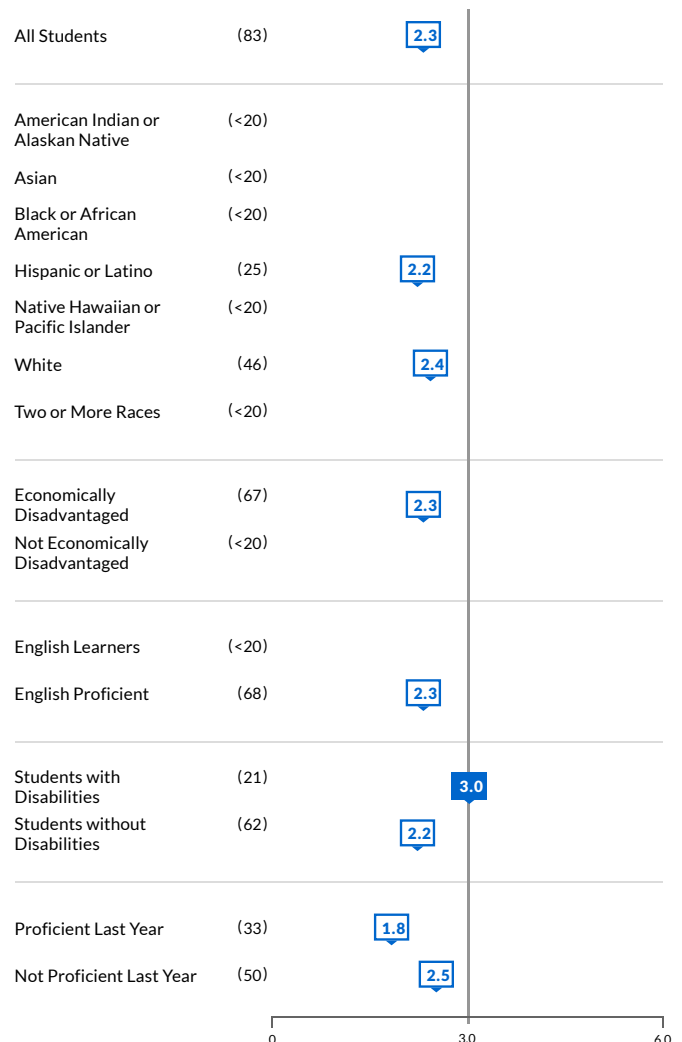 All Students (83) 2.3
American Indian or (<20)
Alaskan Native
Asian (<20)
Black or African (<20)
American
Hispanic or Latino (25) 2.2
Native Hawaiian or (<20)
Pacific Islander
White (46) 2.4
Two or More Races (<20)
Economically (67) 2.3
Disadvantaged
Not Economically (<20)
Disadvantaged
English Learners (<20)
English Proficient (68) 2.3
Students with (21) 3.0
Disabilities
Students without (62) 2.2
Disabilities
Proficient Last Year (33) 1.8
Not Proficient Last Year (50) 2.5
0 3.0 6.0